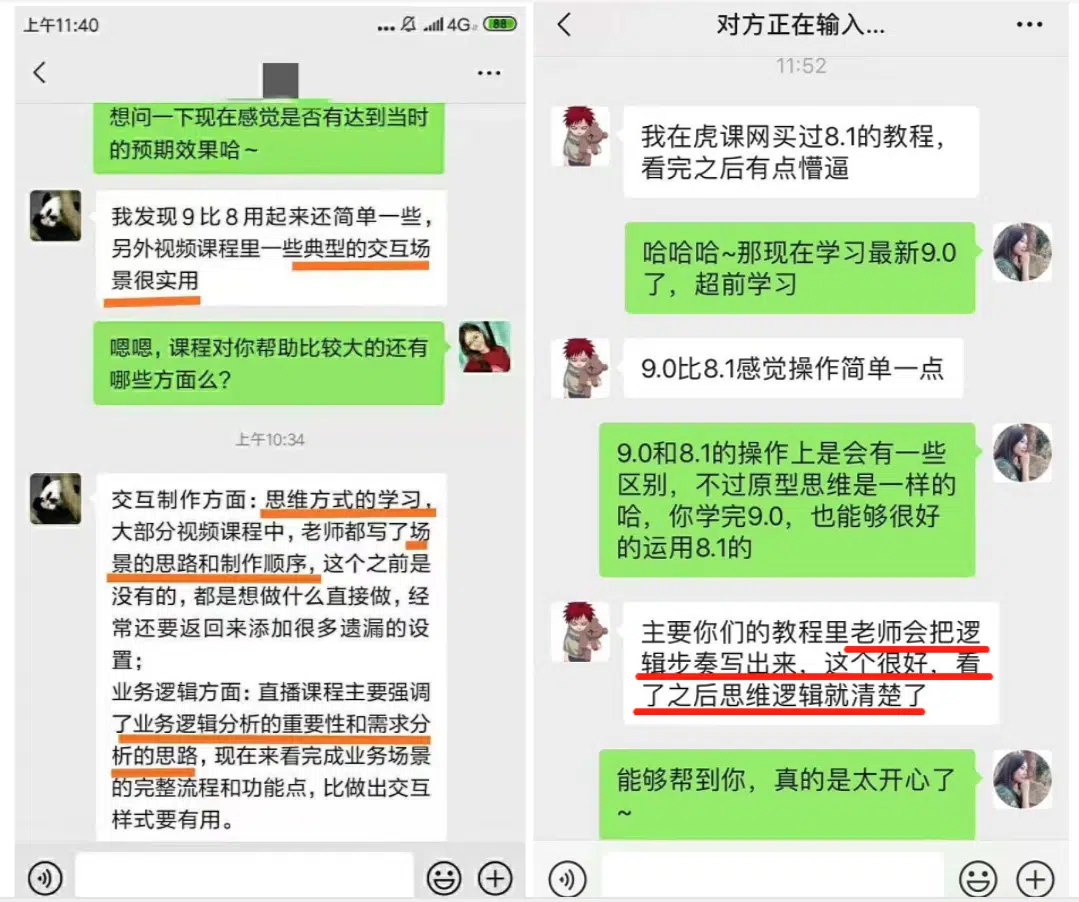 上午11:40
4G
88
想问一下现在感觉是否有达到当时
的预期效果哈~
我发现9比8用起来还简单一些，
另外视频课程里一些典型的交互场
景很实用
嗯嗯，课程对你帮助比较大的还有
哪些方面么？
上午10:34
交互制作方面：思维方式的学习，
大部分视频课程中，老师都写了场
景的思路和制作顺序，这个之前是
没有的，都是想做什么直接做，经
常还要返回来添加很多遗漏的设
置；
业务逻辑方面：直播课程主要强调
了业务逻辑分析的重要性和需求分
析的思路，现在来看完成业务场景
的完整流程和功能点，比做出交互
样式要有用。
对方正在输入...
11:52
我在虎课网买过8.1的教程，
看完之后有点懵逼
哈哈哈~那现在学习最新9.0
了，超前学习
9.0比8.1感觉操作简单一点
9.0和8.1的操作上是会有一些
区别，不过原型思维是一样的
哈，你学完9.0，也能够很好
的运用8.1的
主要你们的教程里老师会把逻
辑步奏写出来，这个很好，看
了之后思维逻辑就清楚了
能够帮到你，真的是太开心了
~